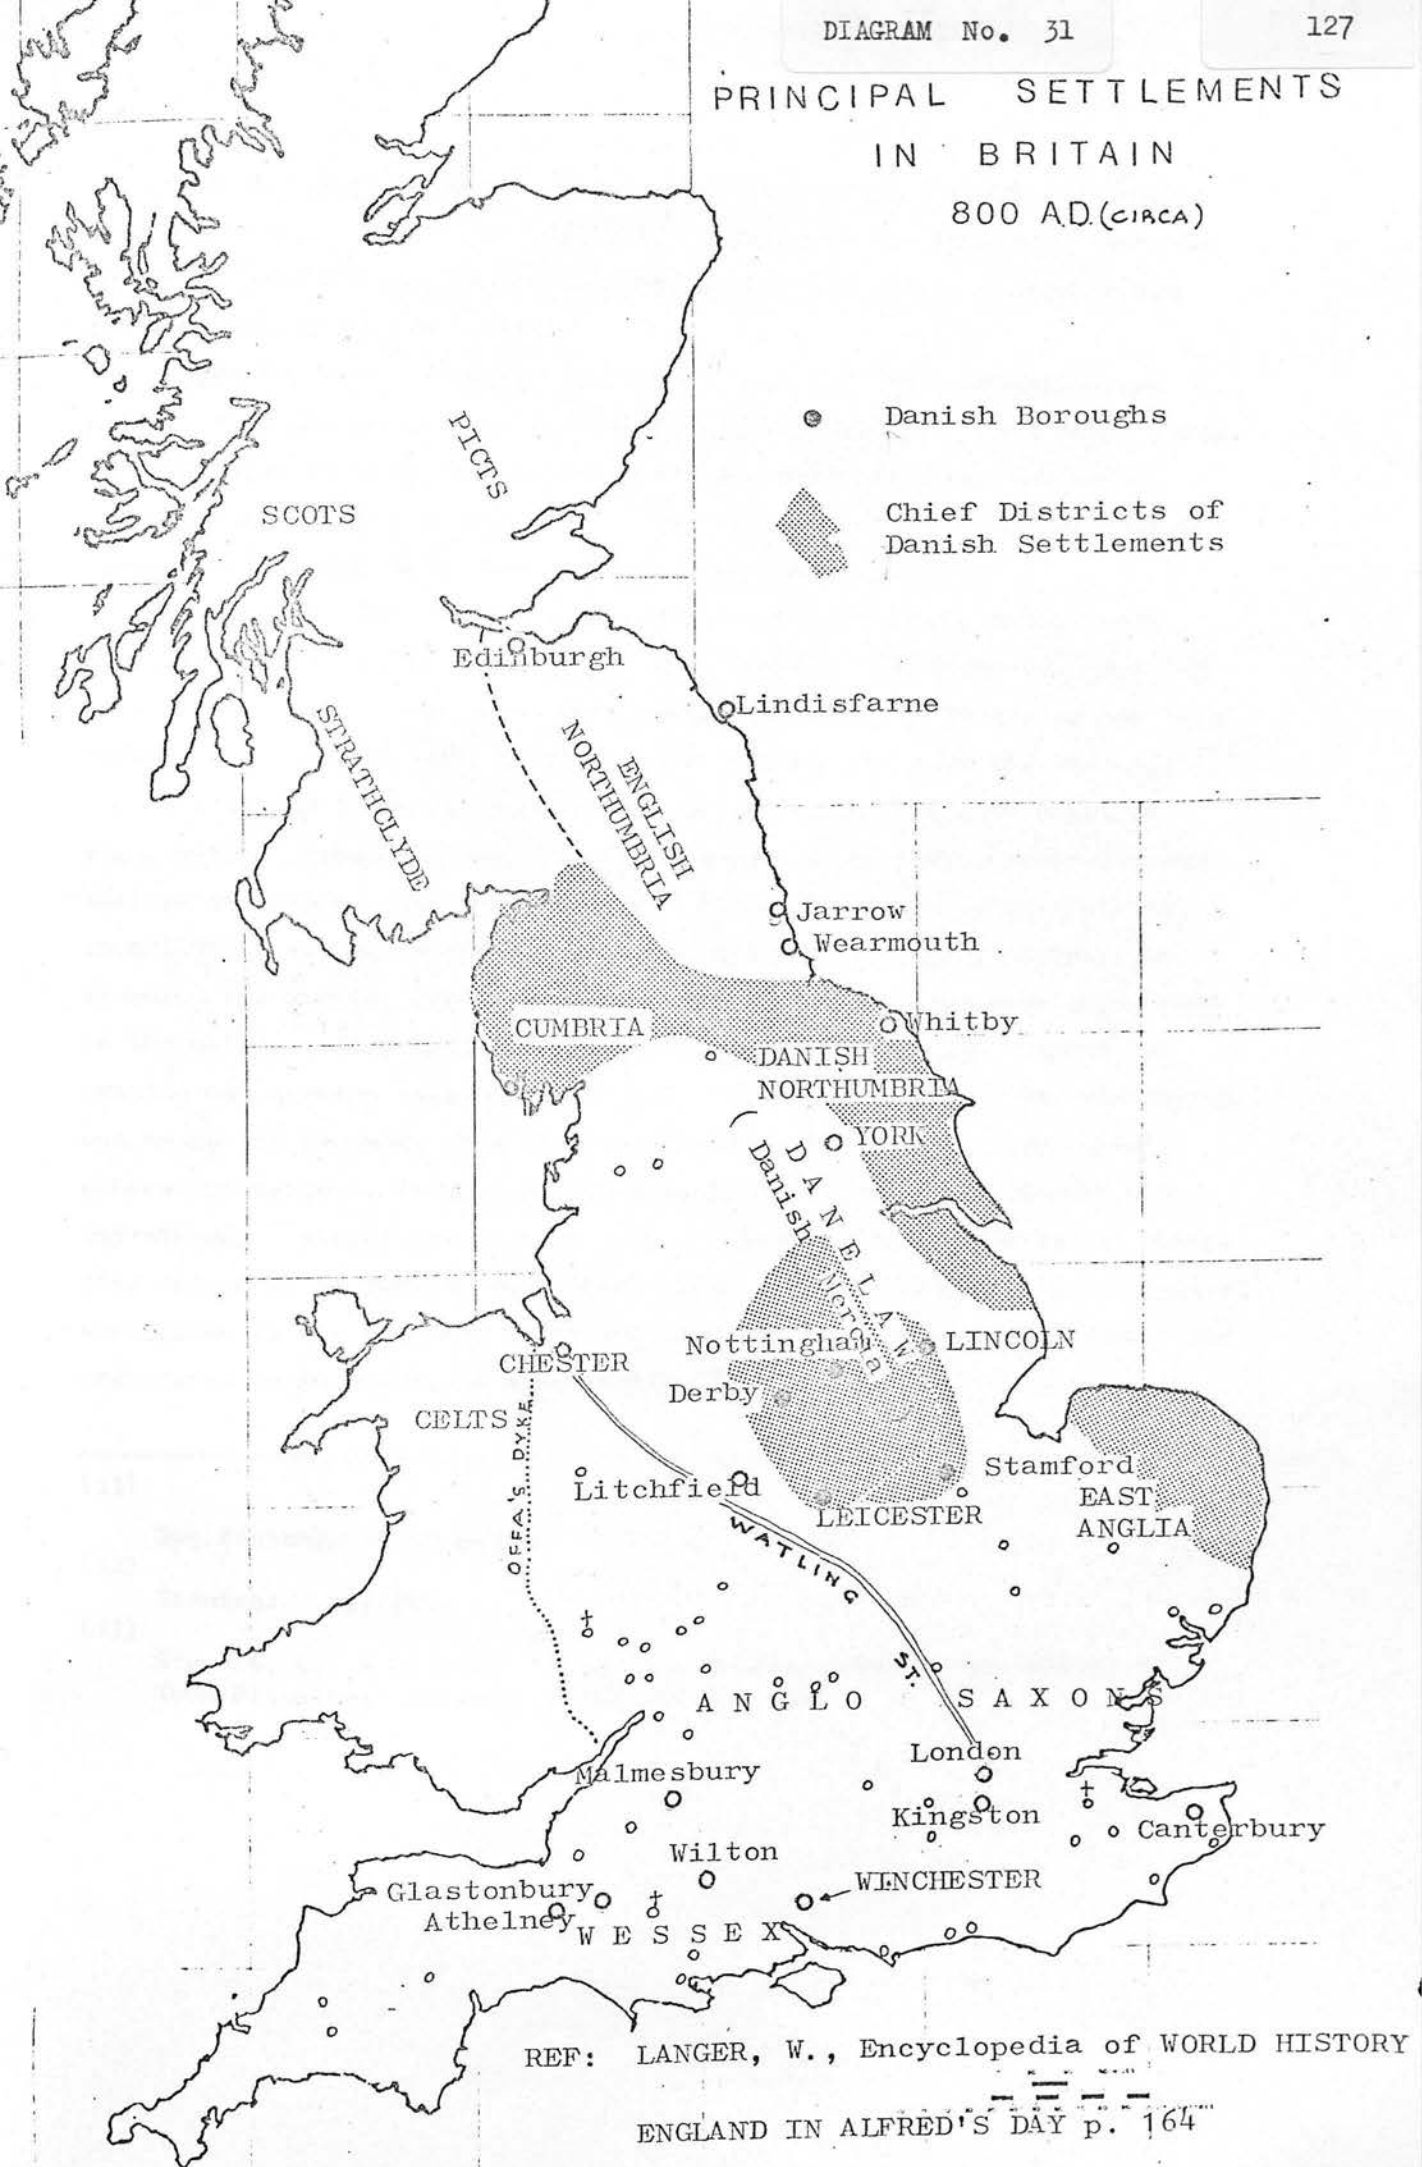 DIAGRAM No. 31
127
PRINCIPAL SETTLEMENTS
IN BRITAIN
800 A.D. (CIRCA)
Danish Boroughs
Chief Districts of
Danish Settlements
PICTS
SCOTS
Edinburgh
Lindisfarne
STRATHCLYDE
ENGLISH
NORTHUMBRIA
Jarrow
Wearmouth
CUMBRIA
Whitby
DANISH
NORTHUMBRIA
YORK
DANELAW
Danish Mercia
Nottingham
LINCOLN
CHESTER
Derby
CELTS
OFFA'S DYKE
Stamford
Litchfield
EAST
ANGLIA
LEICESTER
WATLING ST.
ANGLO SAXONS
London
Malmesbury
Kingston
Canterbury
Wilton
WINCHESTER
Glastonbury
Athelney
WESSEX
REF: LANGER, W., Encyclopedia of WORLD HISTORY
ENGLAND IN ALFRED'S DAY p. 164